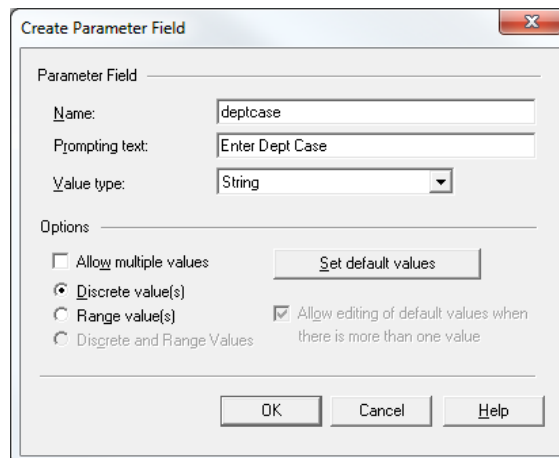 Create Parameter Field
Parameter Field
Name: deptcase
Prompting text: Enter Dept Case
Value type: String
Options
Allow multiple values Set default values
Discrete value(s)
Range value(s) Allow editing of default values when
Discrete and Range Values there is more than one value
OK Cancel Help